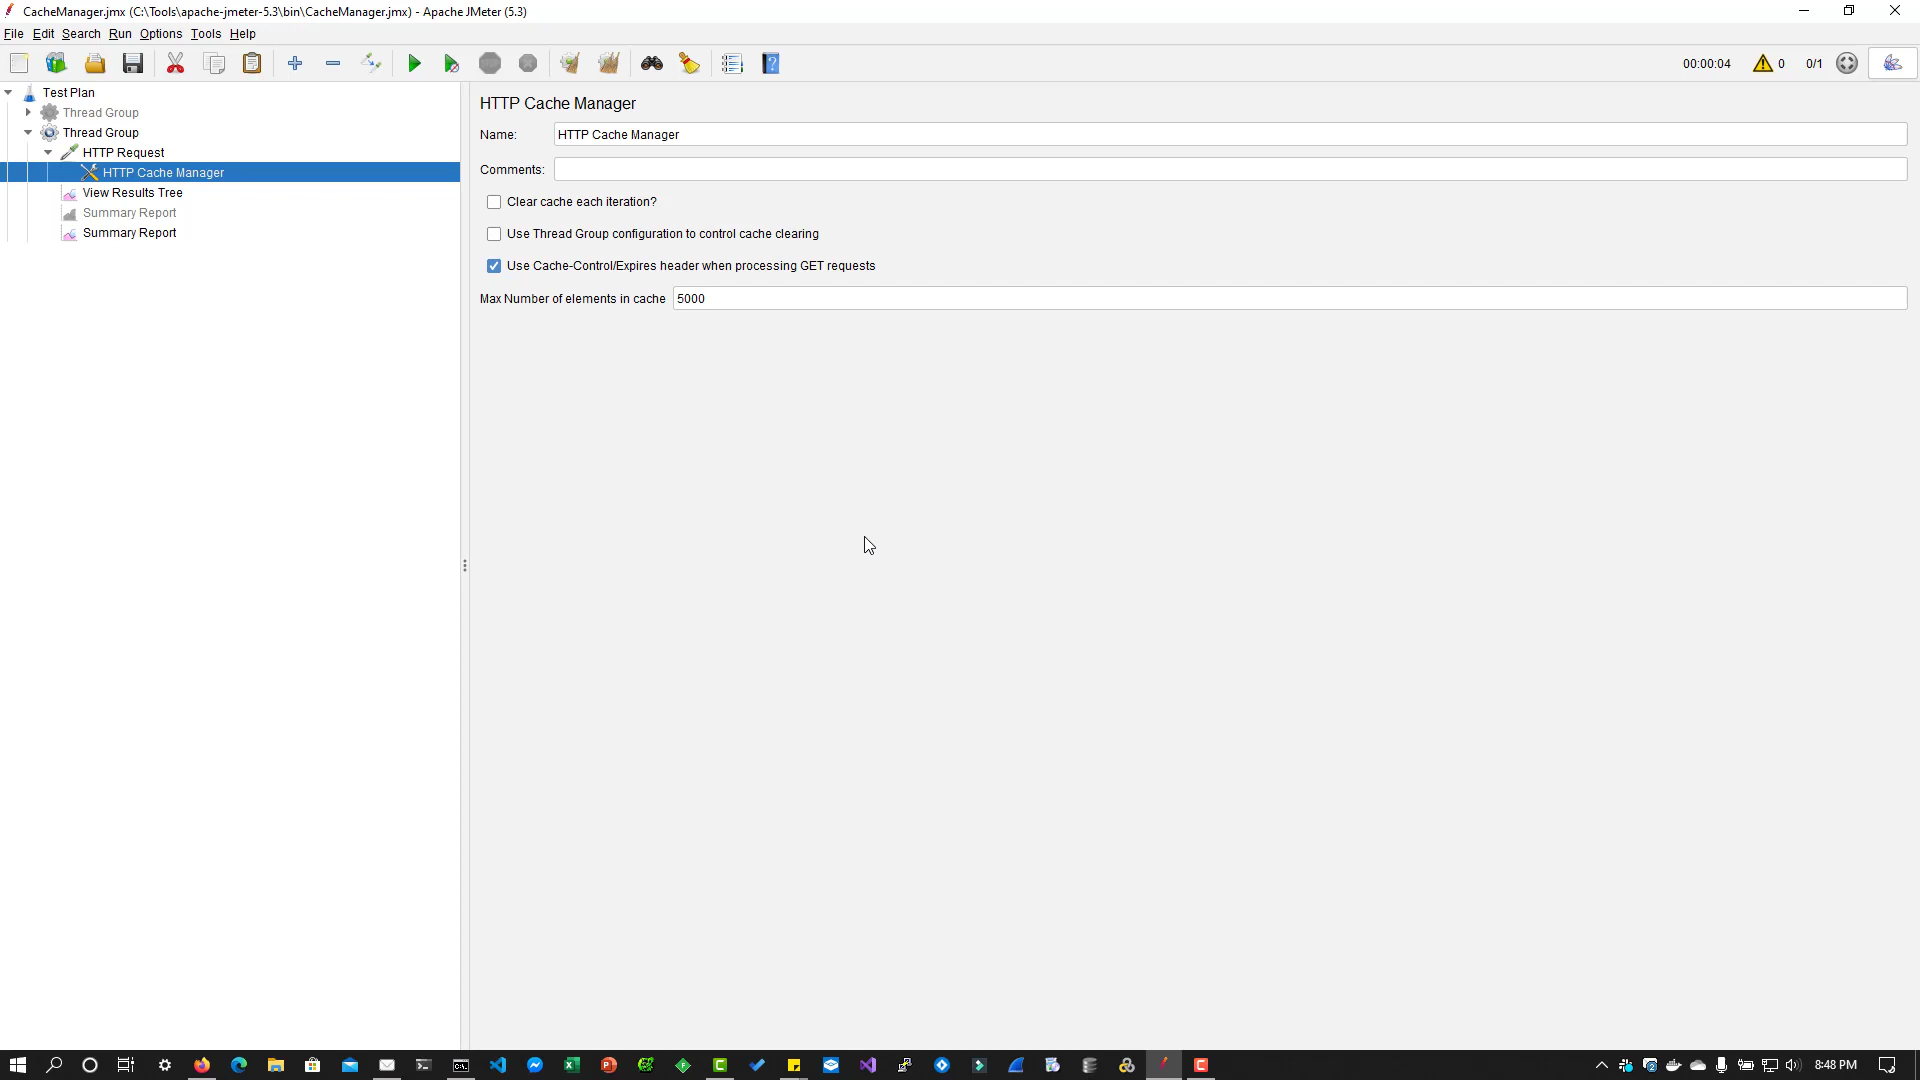 CacheManager.jmx (C:\Tools\apache-jmeter-5.3\bin\CacheManager.jmx) - Apache JMeter (5.3)
File Edit Search Run Options Tools Help
00:00:04 0 0/1
Test Plan
Thread Group
Thread Group
HTTP Request
HTTP Cache Manager
View Results Tree
Summary Report
Summary Report
HTTP Cache Manager
Name: HTTP Cache Manager
Comments:
Clear cache each iteration?
Use Thread Group configuration to control cache clearing
Use Cache-Control/Expires header when processing GET requests
Max Number of elements in cache 5000
8:48 PM